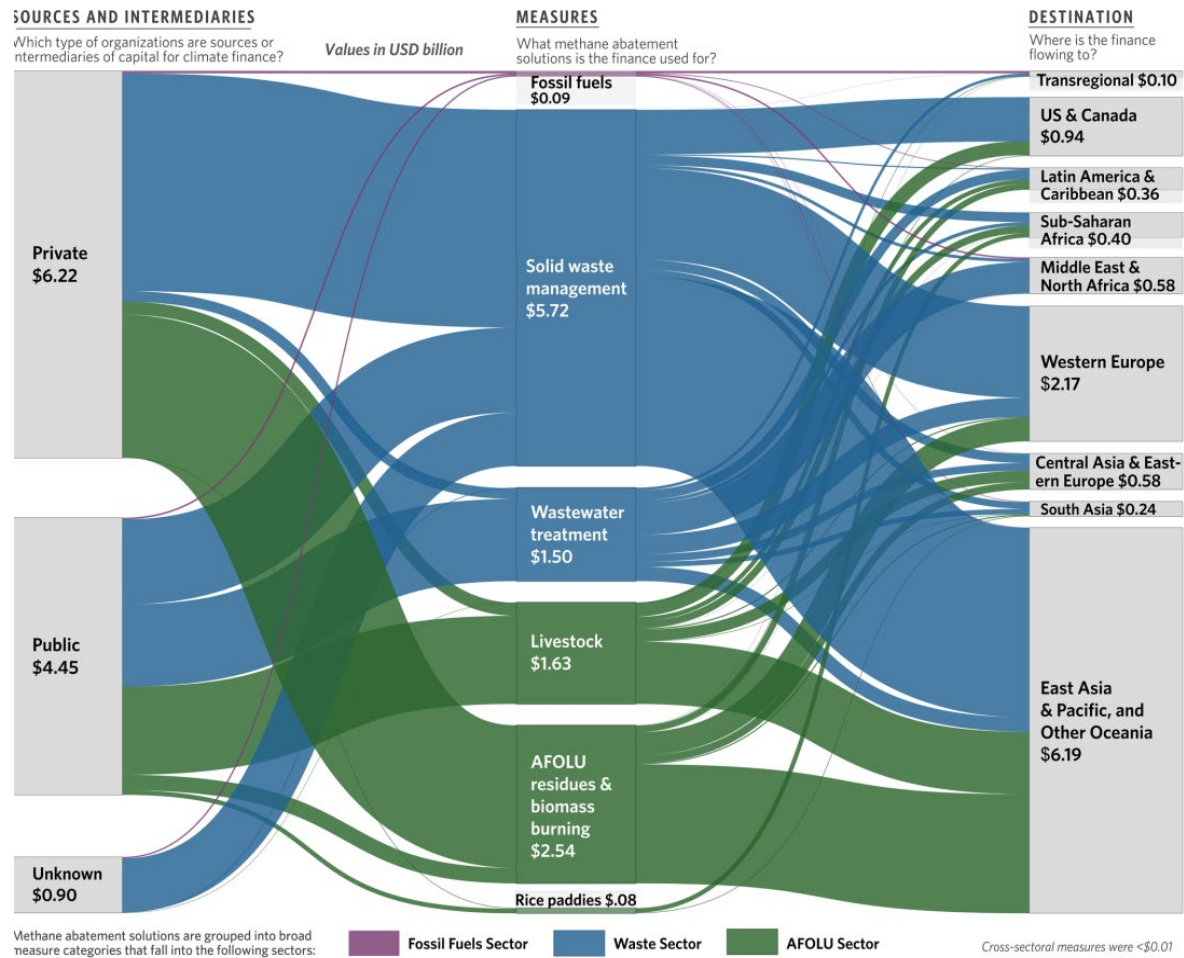 SOURCES AND INTERMEDIARIES
Which type of organizations are sources or
intermediaries of capital for climate finance?
Values in USD billion
MEASURES
What methane abatement
solutions is the finance used for?
DESTINATION
Where is the finance
flowing to?
Private
$6.22
Public
$4.45
Unknown
$0.90
Fossil fuels
$0.09
Solid waste
management
$5.72
Wastewater
treatment
$1.50
Livestock
$1.63
AFOLU
residues &
biomass
burning
$2.54
Rice paddies $.08
Transregional $0.10
US & Canada
$0.94
Latin America &
Caribbean $0.36
Sub-Saharan
Africa $0.40
Middle East &
North Africa $0.58
Western Europe
$2.17
Central Asia & East-
ern Europe $0.58
South Asia $0.24
East Asia
& Pacific, and
Other Oceania
$6.19
Methane abatement solutions are grouped into broad
measure categories that fall into the following sectors:
Fossil Fuels Sector
Waste Sector
AFOLU Sector
Cross-sectoral measures were <$0.01